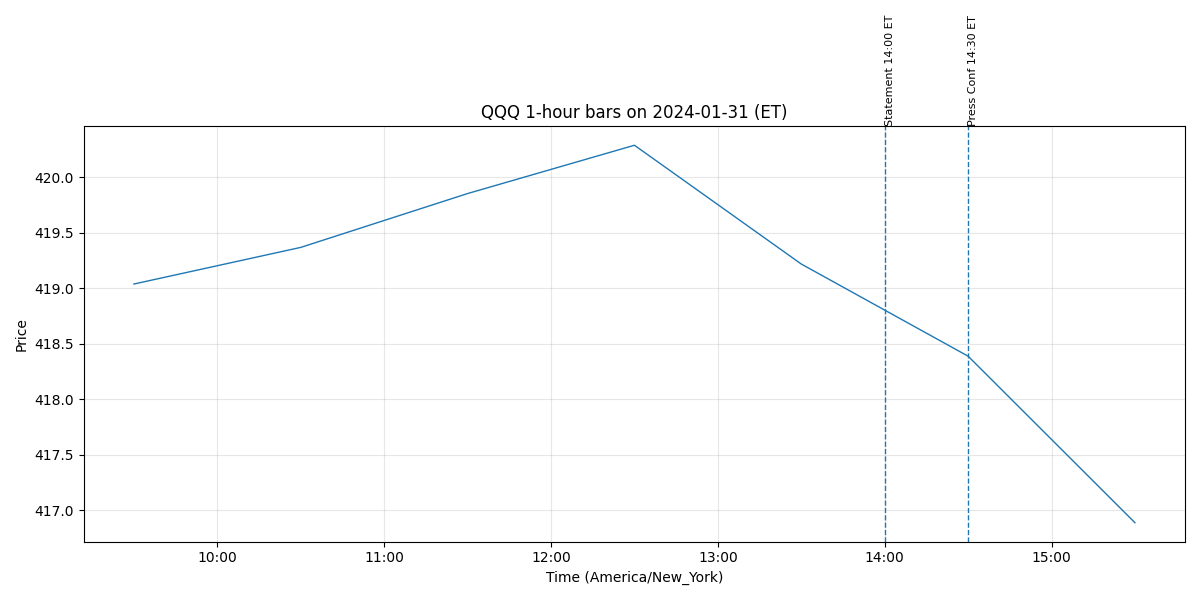 Statement 14:00 ET
Press Conf 14:30 ET
QQQ 1-hour bars on 2024-01-31 (ET)
Price
420.0
419.5
419.0
418.5
418.0
417.5
417.0
10:00
11:00
12:00
13:00
14:00
15:00
Time (America/New_York)